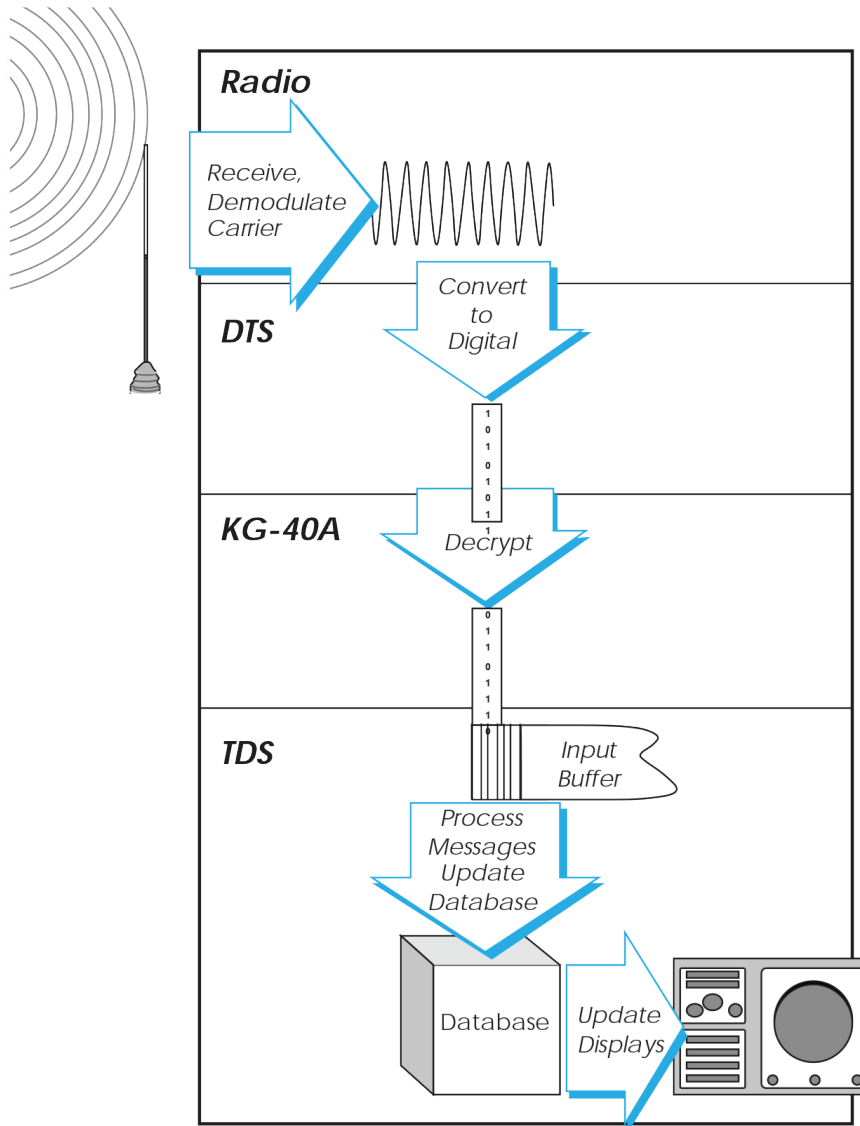 Radio
Receive,
Demodulate
Carrier
Convert
to
Digital
DTS
1
0
1
0
1
0
1
1
KG-40A
Decrypt
0
1
1
0
1
1
1
0
TDS
Input
Buffer
Process
Messages
Update
Database
Database
Update
Displays